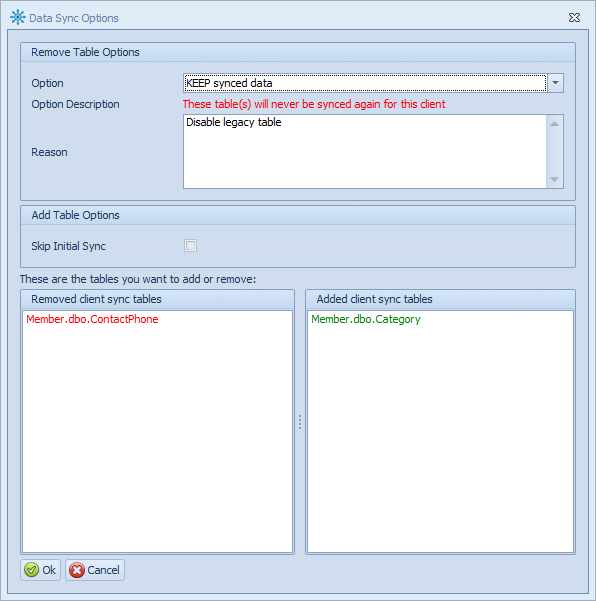 Data Sync Options
Remove Table Options
Option
KEEP synced data
Option Description
These table(s) will never be synced again for this client
Reason
Disable legacy table
Add Table Options
Skip Initial Sync
These are the tables you want to add or remove:
Removed client sync tables
Member.dbo.ContactPhone
Added client sync tables
Member.dbo.Category
Ok
Cancel